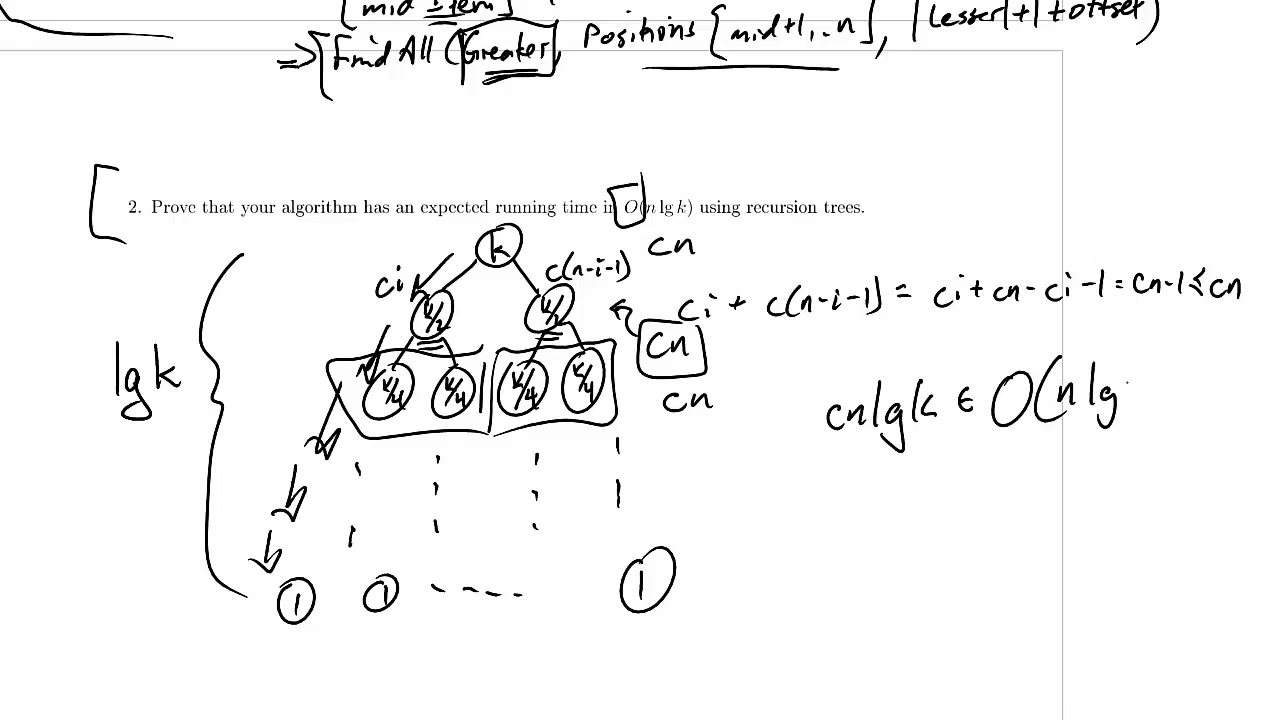 [mid item]
⇒ [Find All (Greater, Positions [mid+1,..n], |Lesser|+1+offset)
2. Prove that your algorithm has an expected running time in O(n lg k) using recursion trees.
k cn
ci c(n-i-1)
k/2 k/2 ci + c(n-i-1) = ci+cn-ci-1 = cn-1 ≤ cn
cn
lg k
k/4 k/4 k/4 k/4 cn
cn lg k ∈ O(n lg
1 1 ---- 1